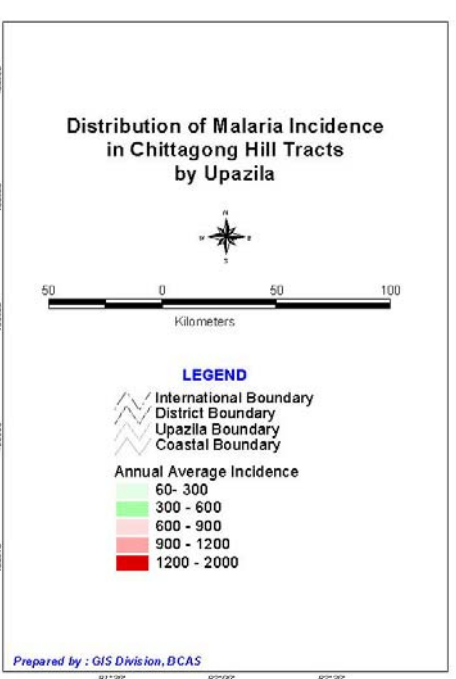 Distribution of Malaria Incidence
in Chittagong Hill Tracts
by Upazila
N
W E
S
50 0 50 100
Kilometers
LEGEND
International Boundary
District Boundary
Upazila Boundary
Coastal Boundary
Annual Average Incidence
60- 300
300 - 600
600 - 900
900 - 1200
1200 - 2000
Prepared by : GIS Division, BCAS